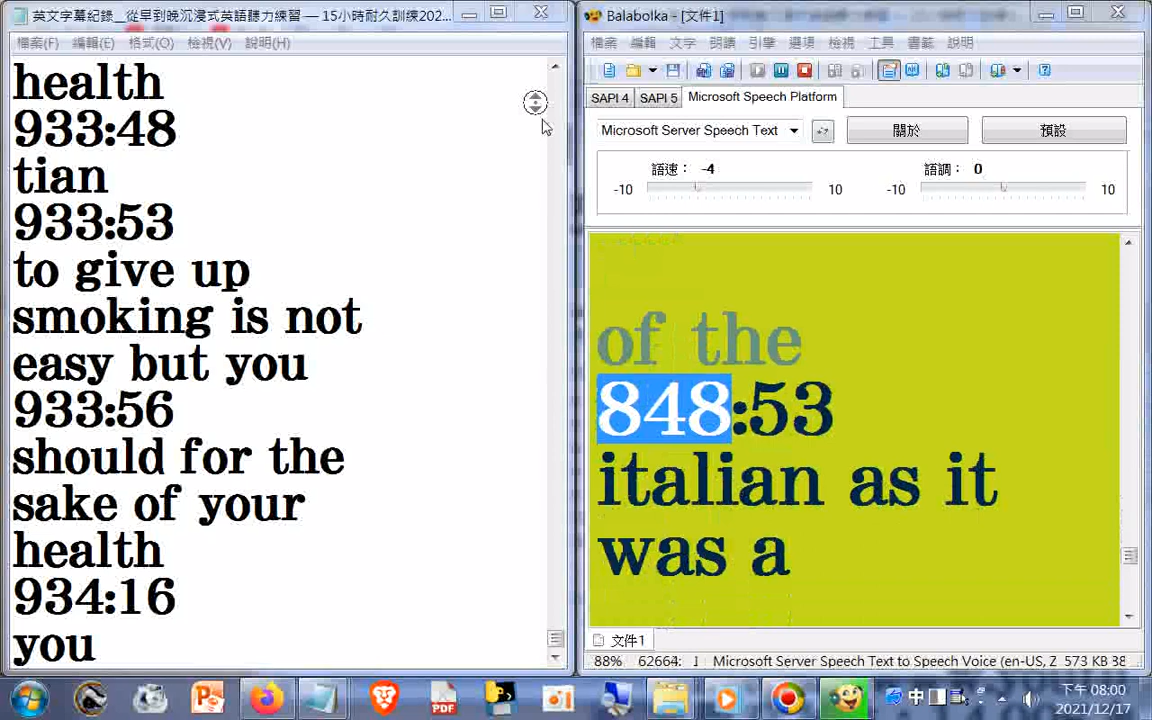 英文字幕紀錄__從早到晚沉浸式英語聽力練習 — 15小時耐久訓練202...
檔案(F) 編輯(E) 格式(O) 檢視(V) 說明(H)
health
933:48
tian
933:53
to give up
smoking is not
easy but you
933:56
should for the
sake of your
health
934:16
you
Balabolka - [文件1]
檔案 編輯 文字 朗讀 引擎 選項 檢視 工具 書籤 說明
SAPI 4 SAPI 5 Microsoft Speech Platform
Microsoft Server Speech Text 關於 預設
語速： -4 語調： 0
-10 10 -10 10
of the
848:53
italian as it
was a
文件1
88% 62664: 1 Microsoft Server Speech Text to Speech Voice (en-US, Z 573 KB 38
PDF 中 下午 08:00
2021/12/17